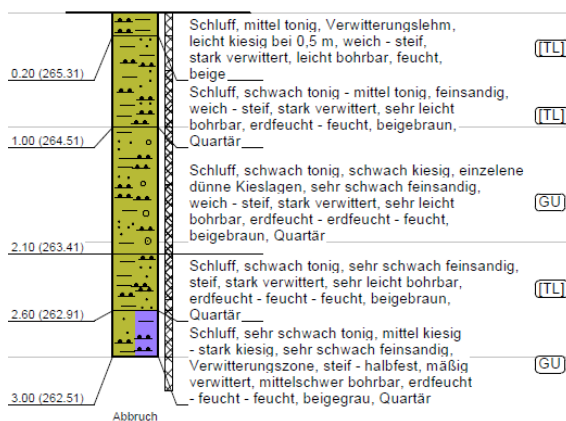 Schluff, mittel tonig, Verwitterungslehm,
leicht kiesig bei 0,5 m, weich - steif,
stark verwittert, leicht bohrbar, feucht,
beige
[TL]
0.20 (265.31)
Schluff, schwach tonig - mittel tonig, feinsandig,
weich - steif, stark verwittert, sehr leicht
bohrbar, erdfeucht - feucht, beigebraun,
Quartär
[TL]
1.00 (264.51)
Schluff, schwach tonig, schwach kiesig, einzelene
dünne Kieslagen, sehr schwach feinsandig,
weich - steif, stark verwittert, sehr leicht
bohrbar, erdfeucht - erdfeucht - feucht,
beigebraun, Quartär
GU
2.10 (263.41)
Schluff, schwach tonig, sehr schwach feinsandig,
steif, stark verwittert, sehr leicht bohrbar,
erdfeucht - feucht - feucht, beigebraun,
Quartär
[TL]
2.60 (262.91)
Schluff, sehr schwach tonig, mittel kiesig
- stark kiesig, sehr schwach feinsandig,
Verwitterungszone, steif - halbfest, mäßig
verwittert, mittelschwer bohrbar, erdfeucht
- feucht - feucht, beigegrau, Quartär
GU
3.00 (262.51)
Abbruch